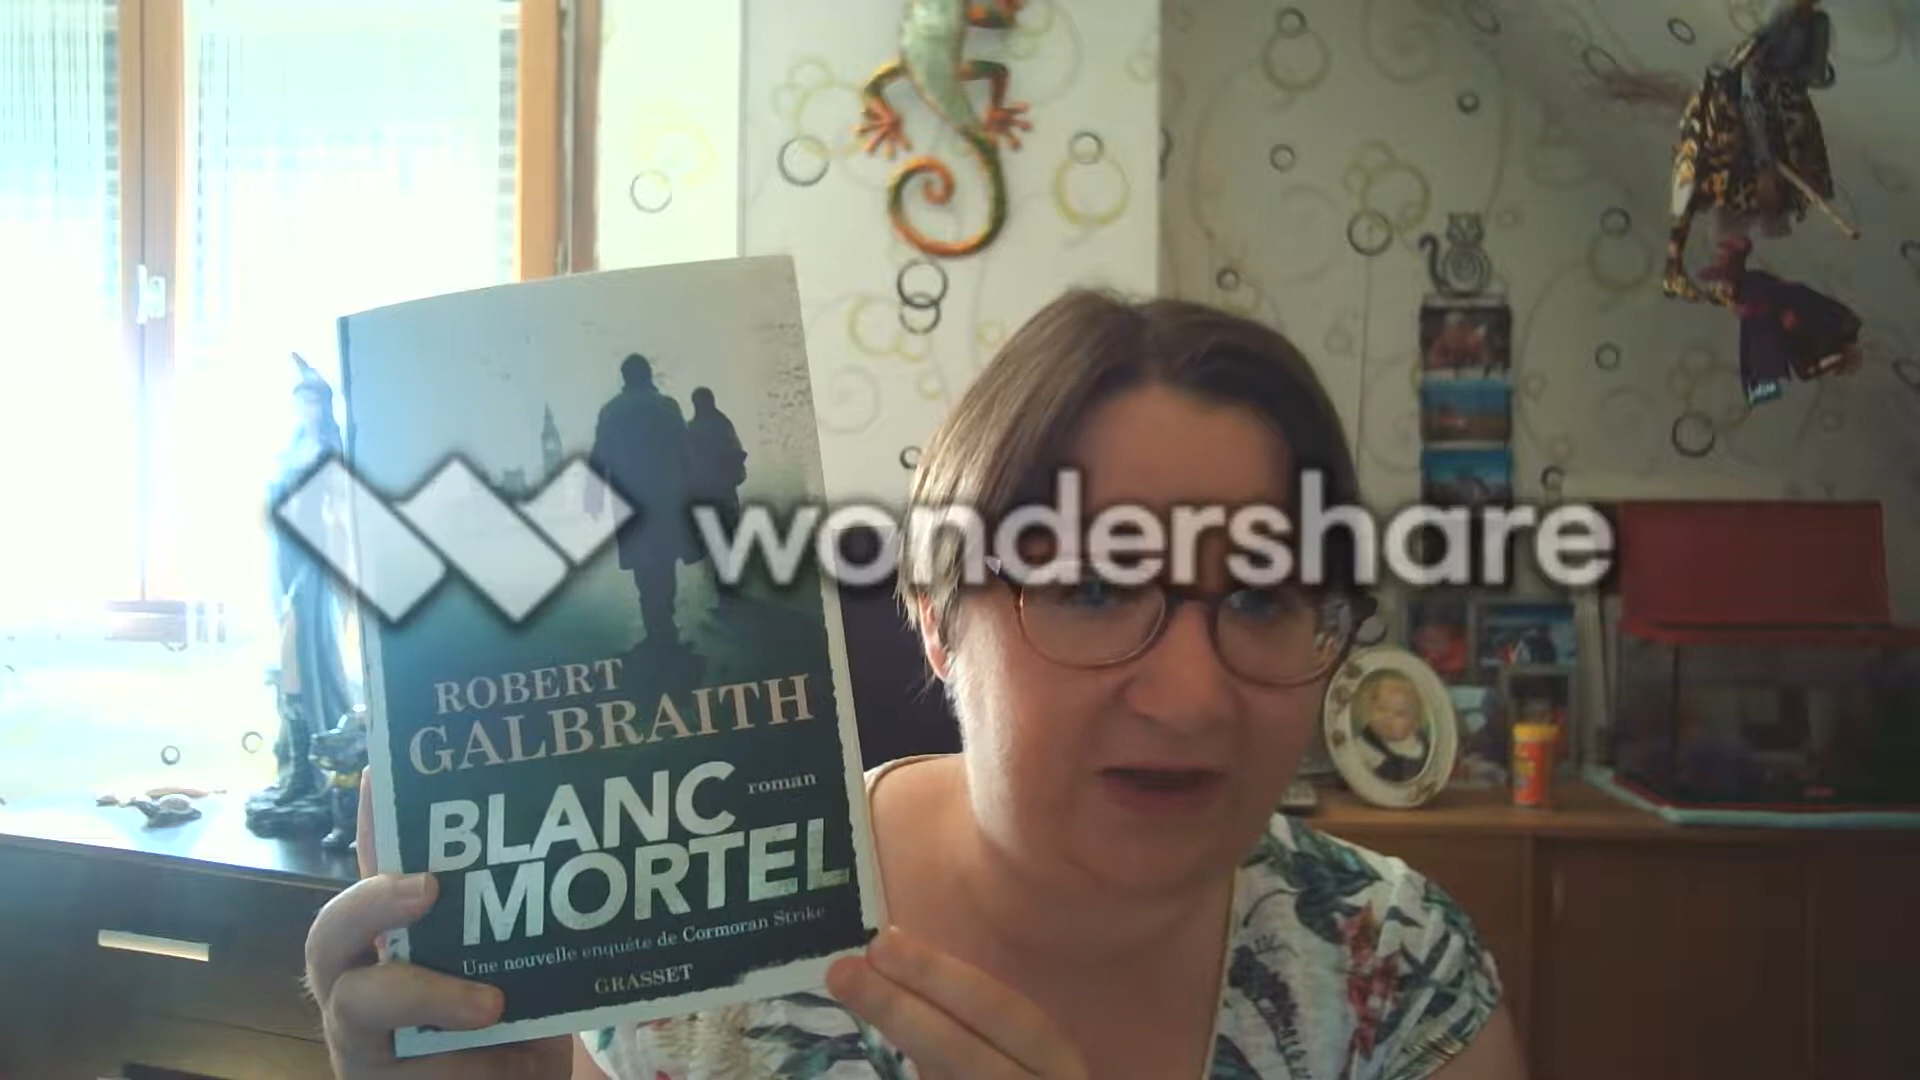 wondershare
ROBERT
GALBRAITH
BLANC
roman
MORTEL
Une nouvelle enquête de Cormoran Strike
GRASSET